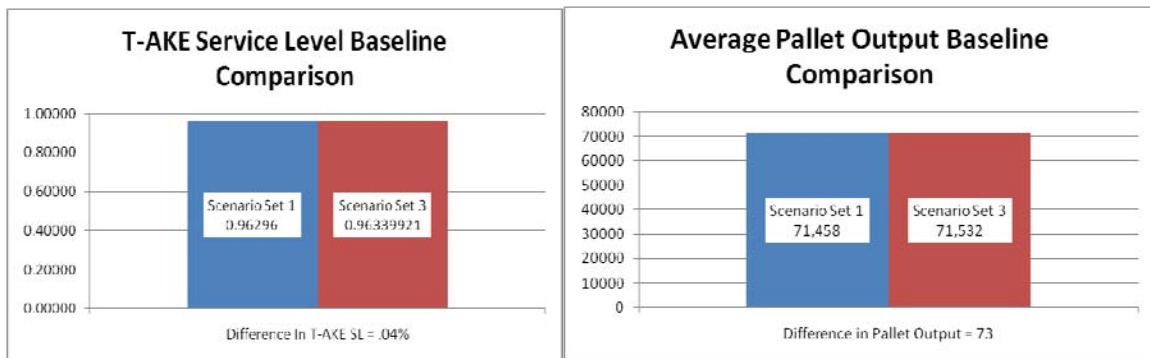 T-AKE Service Level Baseline
Comparison
1.00000
0.80000
0.60000
0.40000
0.20000
0.00000
Scenario Set 1
0.96296
Scenario Set 3
0.96339921
Difference In T-AKE SL = .04%
Average Pallet Output Baseline
Comparison
80000
70000
60000
50000
40000
30000
20000
10000
0
Scenario Set 1
71,458
Scenario Set 3
71,532
Difference in Pallet Output = 73